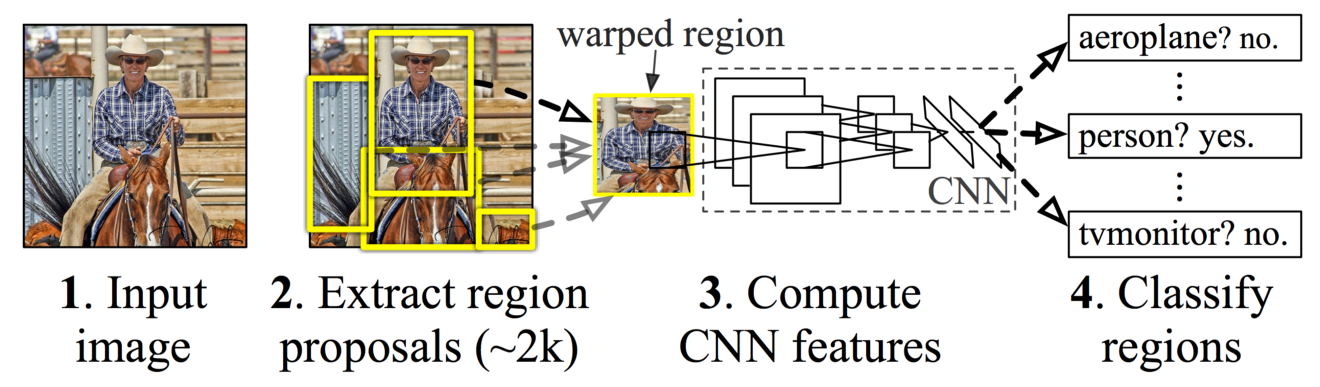 warped region
aeroplane? no.
person? yes.
CNN
tvmonitor? no.
1. Input
image
2. Extract region
proposals (~2k)
3. Compute
CNN features
4. Classify
regions